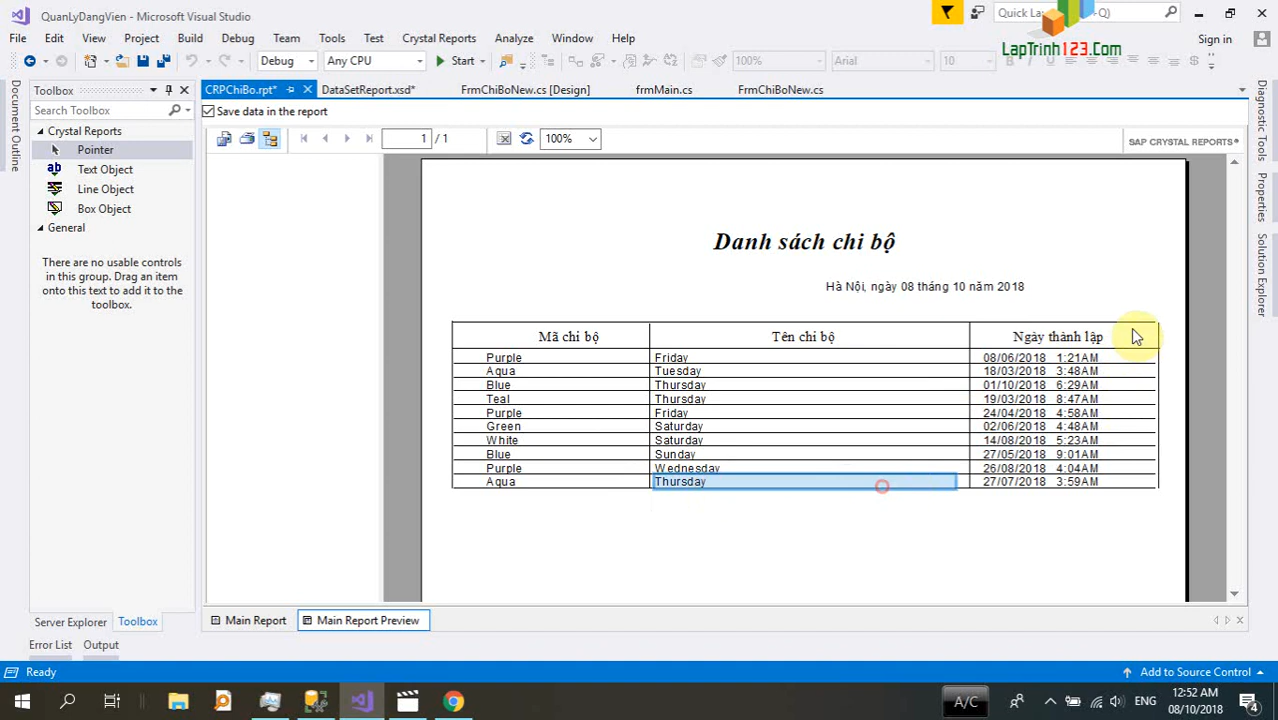 QuanLyDangVien - Microsoft Visual Studio
Quick La
Q)
LapTrinh123.Com
File Edit View Project Build Debug Team Tools Test Crystal Reports Analyze Window Help
Sign in
Debug Any CPU Start 100% Arial 10
Document Outline
Toolbox
CRPChiBo.rpt* DataSetReport.xsd* FrmChiBoNew.cs [Design] frmMain.cs FrmChiBoNew.cs
Search Toolbox
Save data in the report
Crystal Reports
Pointer
Text Object
Line Object
Box Object
General
There are no usable controls
in this group. Drag an item
onto this text to add it to the
toolbox.
1 / 1 100%
SAP CRYSTAL REPORTS
Danh sách chi bộ
Hà Nội, ngày 08 tháng 10 năm 2018
Mã chi bộ Tên chi bộ Ngày thành lập
Purple Friday 08/06/2018 1:21AM
Aqua Tuesday 18/03/2018 3:48AM
Blue Thursday 01/10/2018 6:29AM
Teal Thursday 19/03/2018 8:47AM
Purple Friday 24/04/2018 4:58AM
Green Saturday 02/06/2018 4:48AM
White Saturday 14/08/2018 5:23AM
Blue Sunday 27/05/2018 9:01AM
Purple Wednesday 26/08/2018 4:04AM
Aqua Thursday 27/07/2018 3:59AM
Diagnostic Tools
Properties
Solution Explorer
Server Explorer Toolbox
Main Report Main Report Preview
Error List Output
Ready
Add to Source Control
A/C
ENG
12:52 AM
08/10/2018
4